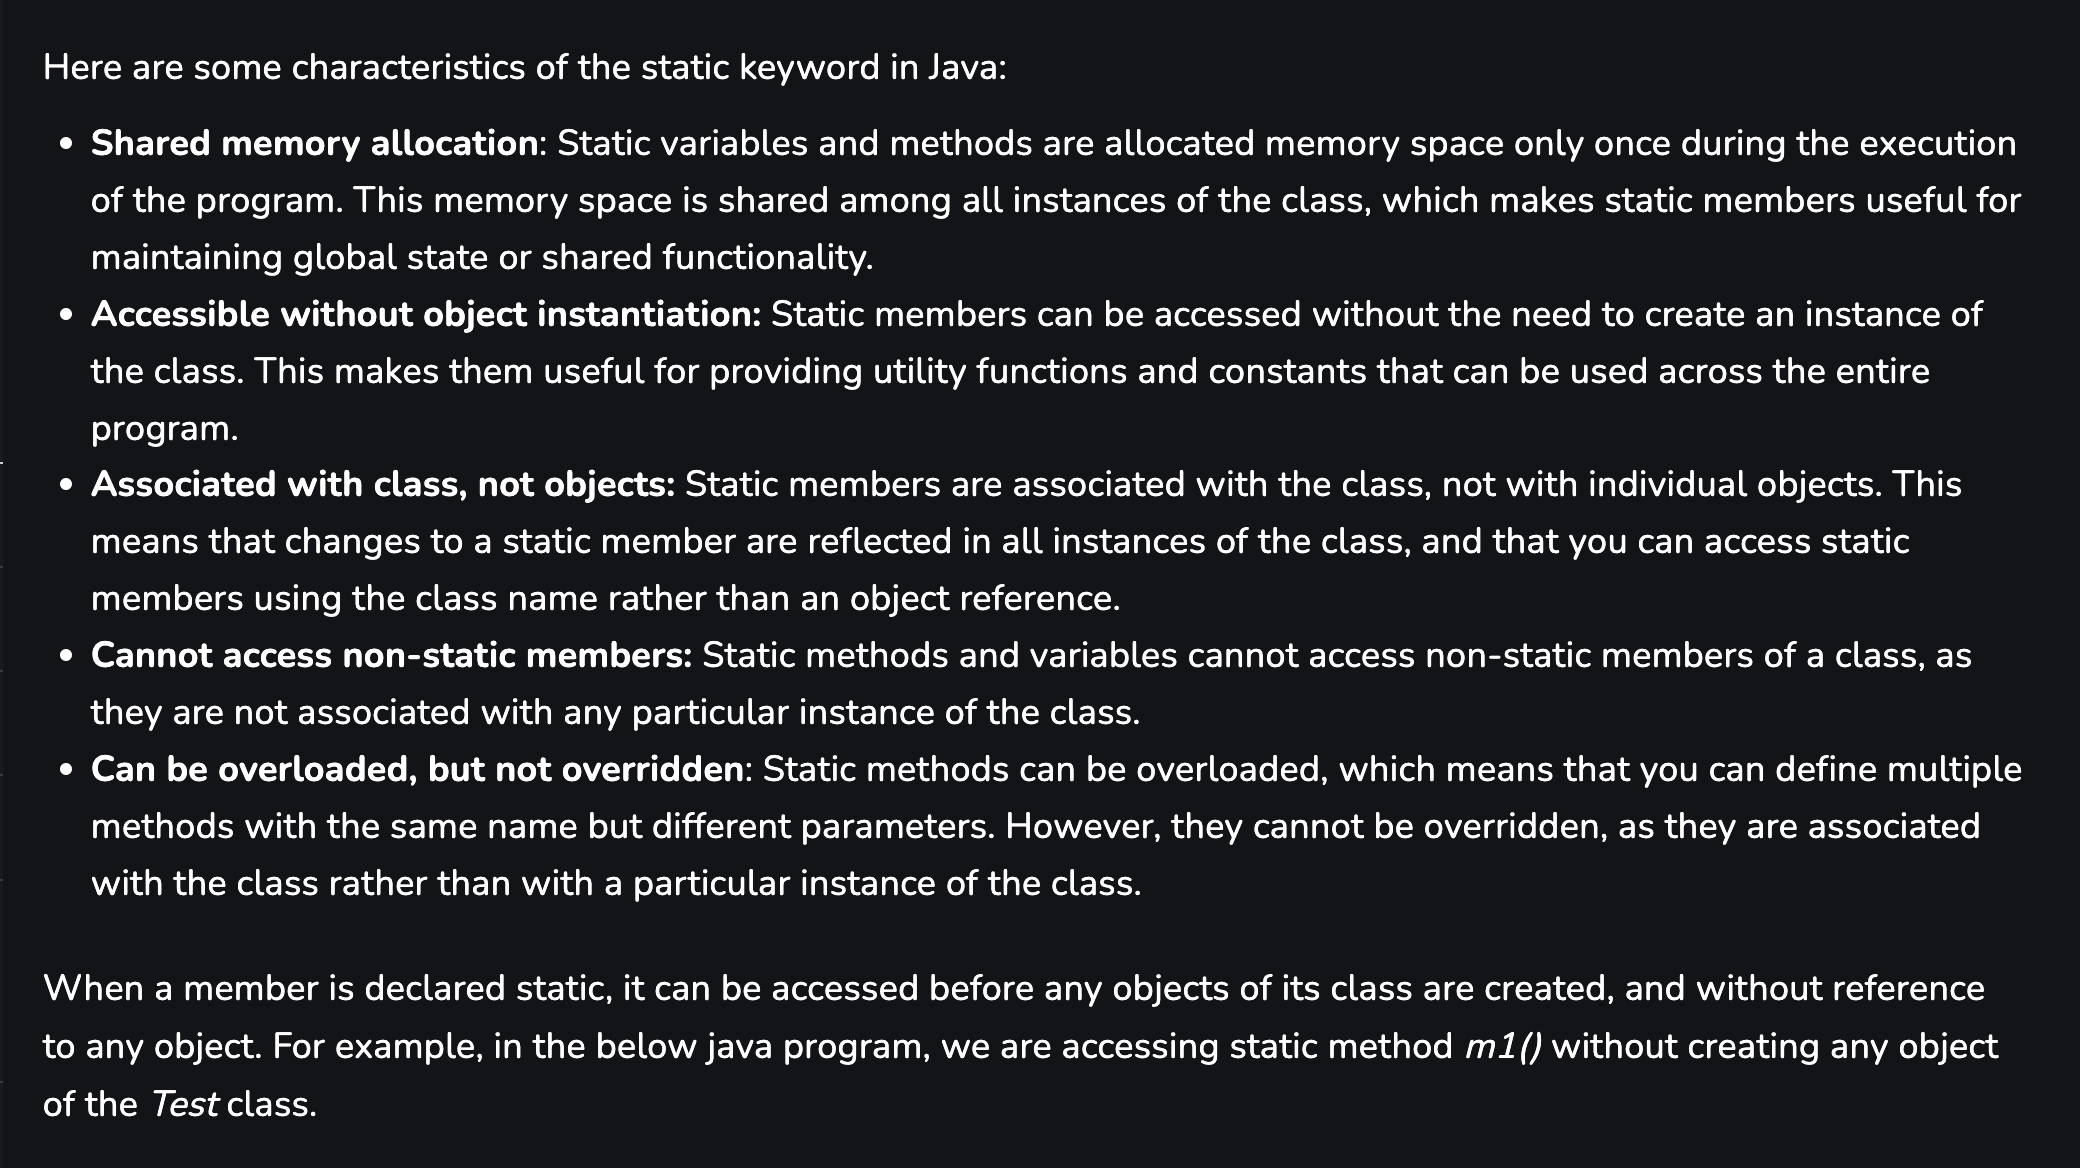 Here are some characteristics of the static keyword in Java:
• Shared memory allocation: Static variables and methods are allocated memory space only once during the execution
of the program. This memory space is shared among all instances of the class, which makes static members useful for
maintaining global state or shared functionality.
• Accessible without object instantiation: Static members can be accessed without the need to create an instance of
the class. This makes them useful for providing utility functions and constants that can be used across the entire
program.
• Associated with class, not objects: Static members are associated with the class, not with individual objects. This
means that changes to a static member are reflected in all instances of the class, and that you can access static
members using the class name rather than an object reference.
• Cannot access non-static members: Static methods and variables cannot access non-static members of a class, as
they are not associated with any particular instance of the class.
• Can be overloaded, but not overridden: Static methods can be overloaded, which means that you can define multiple
methods with the same name but different parameters. However, they cannot be overridden, as they are associated
with the class rather than with a particular instance of the class.
When a member is declared static, it can be accessed before any objects of its class are created, and without reference
to any object. For example, in the below java program, we are accessing static method m1() without creating any object
of the Test class.